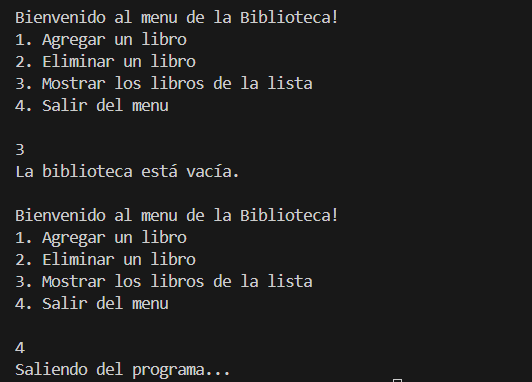 Bienvenido al menu de la Biblioteca!
1. Agregar un libro
2. Eliminar un libro
3. Mostrar los libros de la lista
4. Salir del menu
3
La biblioteca está vacía.
Bienvenido al menu de la Biblioteca!
1. Agregar un libro
2. Eliminar un libro
3. Mostrar los libros de la lista
4. Salir del menu
4
Saliendo del programa...